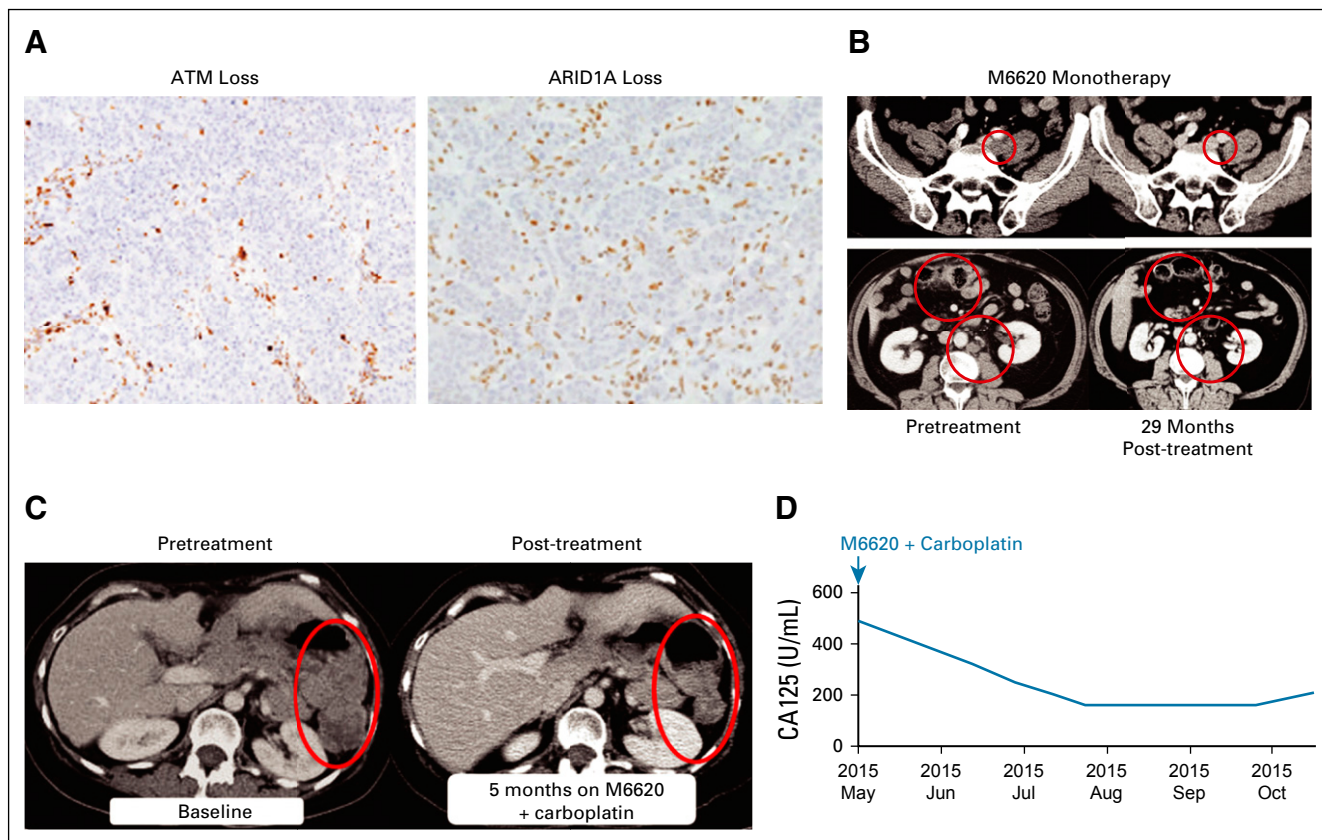 A
ATM Loss
ARID1A Loss
B
M6620 Monotherapy
Pretreatment
29 Months
Post-treatment
C
Pretreatment
Post-treatment
Baseline
5 months on M6620
+ carboplatin
D
M6620 + Carboplatin
CA125 (U/mL)
600
400
200
0
2015 2015 2015 2015 2015 2015
May Jun Jul Aug Sep Oct